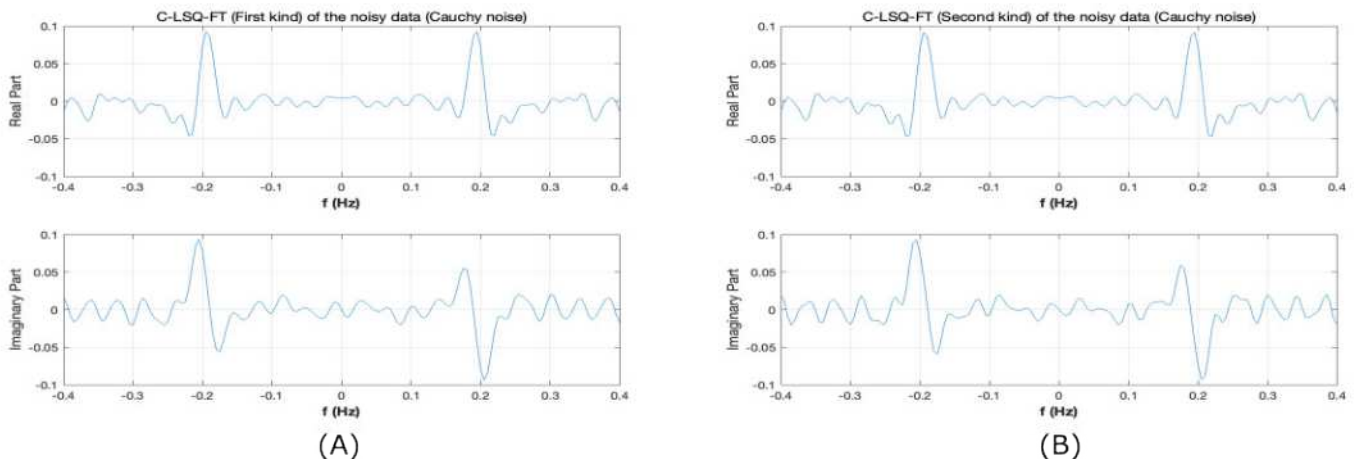 C-LSQ-FT (First kind) of the noisy data (Cauchy noise)
0.1
0.05
0
-0.05
-0.1
Real Part
-0.4 -0.3 -0.2 -0.1 0 0.1 0.2 0.3 0.4
f (Hz)
0.1
0.05
0
-0.05
-0.1
Imaginary Part
-0.4 -0.3 -0.2 -0.1 0 0.1 0.2 0.3 0.4
f (Hz)
(A)
C-LSQ-FT (Second kind) of the noisy data (Cauchy noise)
0.1
0.05
0
-0.05
-0.1
Real Part
-0.4 -0.3 -0.2 -0.1 0 0.1 0.2 0.3 0.4
f (Hz)
0.1
0.05
0
-0.05
-0.1
Imaginary Part
-0.4 -0.3 -0.2 -0.1 0 0.1 0.2 0.3 0.4
f (Hz)
(B)